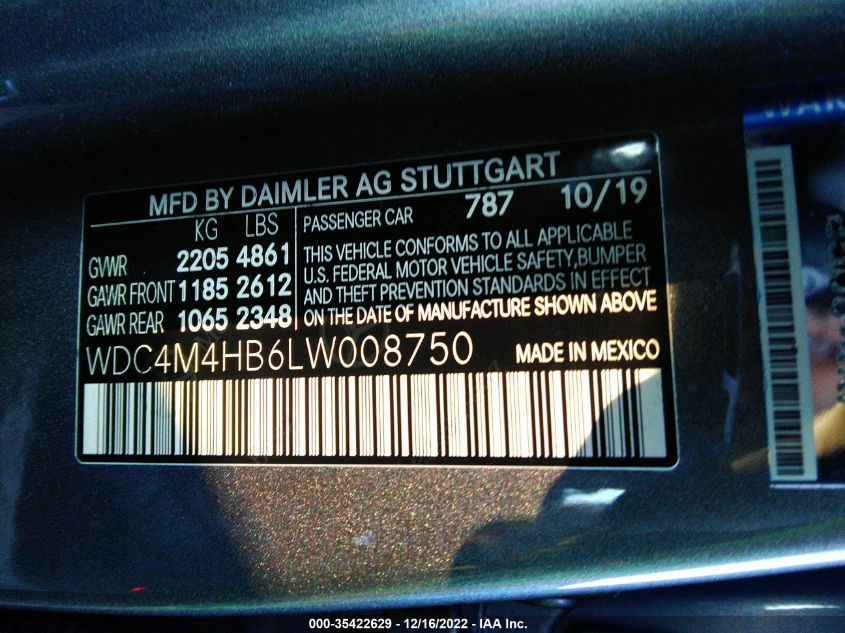 MFD BY DAIMLER AG STUTTGART
KG LBS
GVWR 2205 4861
GAWR FRONT 1185 2612
GAWR REAR 1065 2348
PASSENGER CAR 787 10/19
THIS VEHICLE CONFORMS TO ALL APPLICABLE
U.S. FEDERAL MOTOR VEHICLE SAFETY,BUMPER
AND THEFT PREVENTION STANDARDS IN EFFECT
ON THE DATE OF MANUFACTURE SHOWN ABOVE
WDC4M4HB6LW008750 MADE IN MEXICO
000-35422629 - 12/16/2022 - IAA Inc.